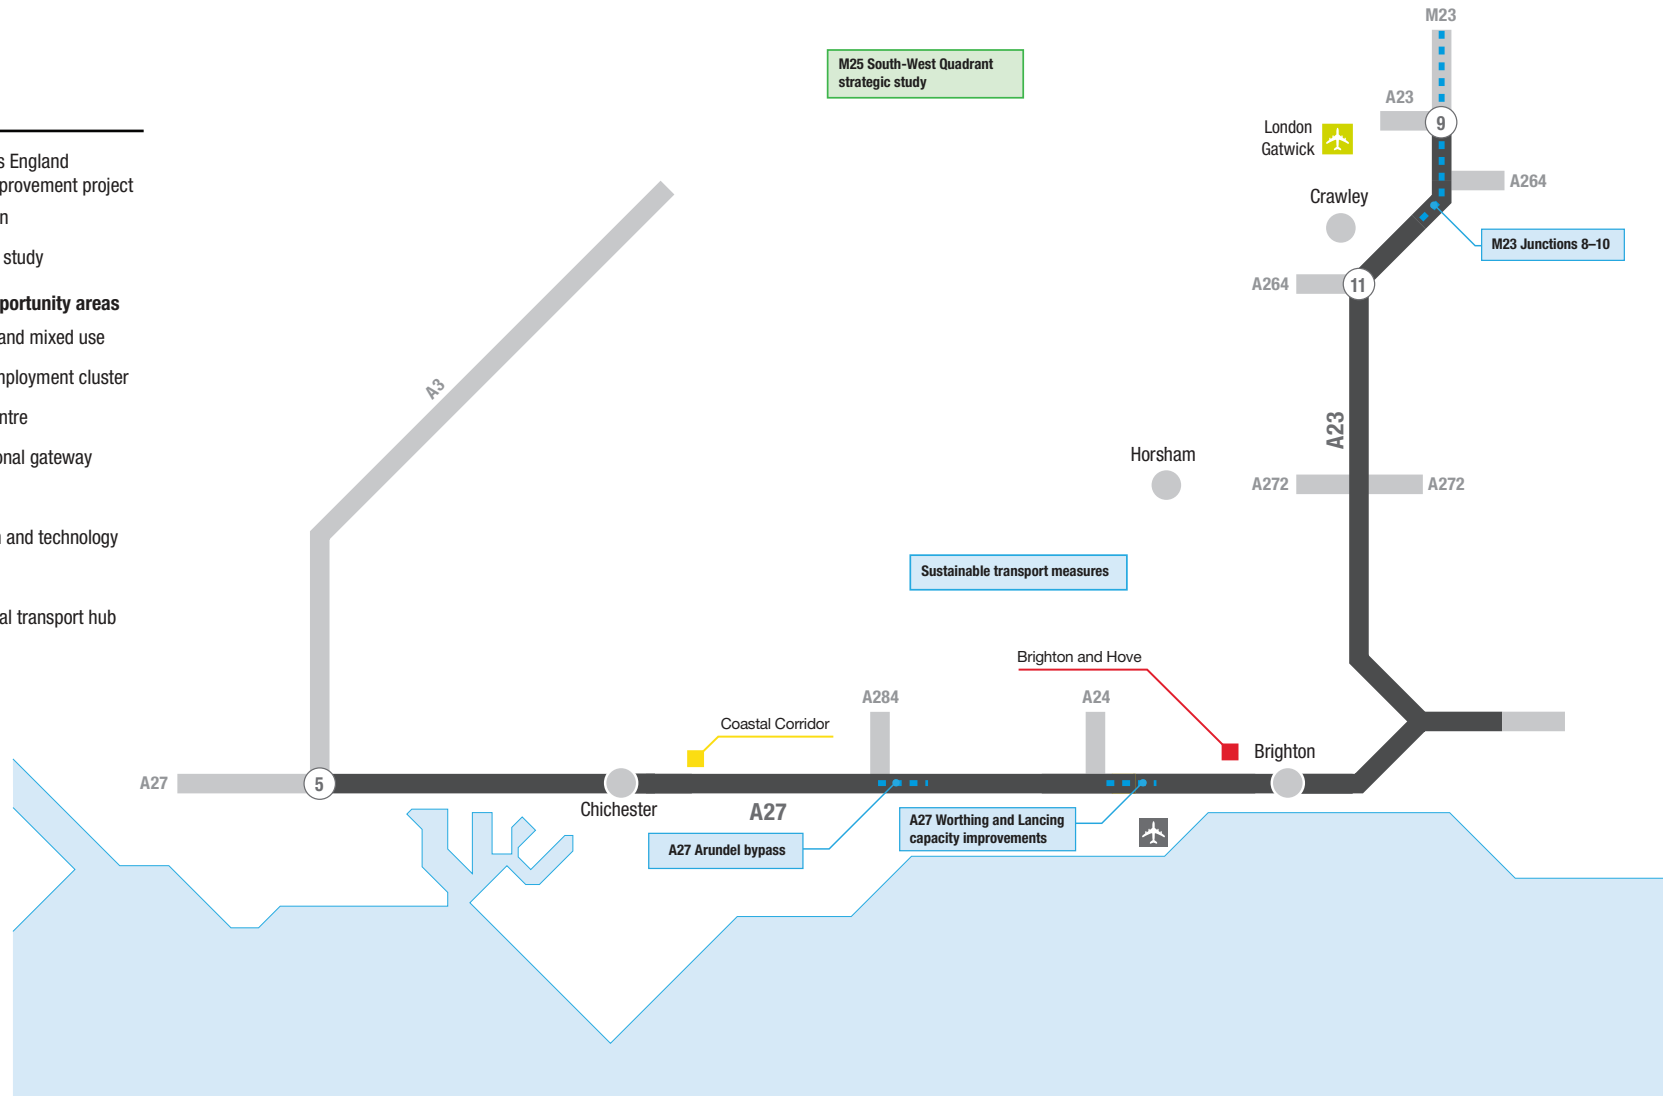 s England
provement project
n
study
portunity areas
and mixed use
mployment cluster
ntre
onal gateway
n and technology
al transport hub
M25 South-West Quadrant
strategic study
M23
A23
9
London
Gatwick
A264
Crawley
M23 Junctions 8–10
A264
11
A3
A23
Horsham
A272
A272
Sustainable transport measures
Brighton and Hove
A284
A24
Coastal Corridor
Brighton
A27
5
Chichester
A27
A27 Worthing and Lancing
capacity improvements
A27 Arundel bypass